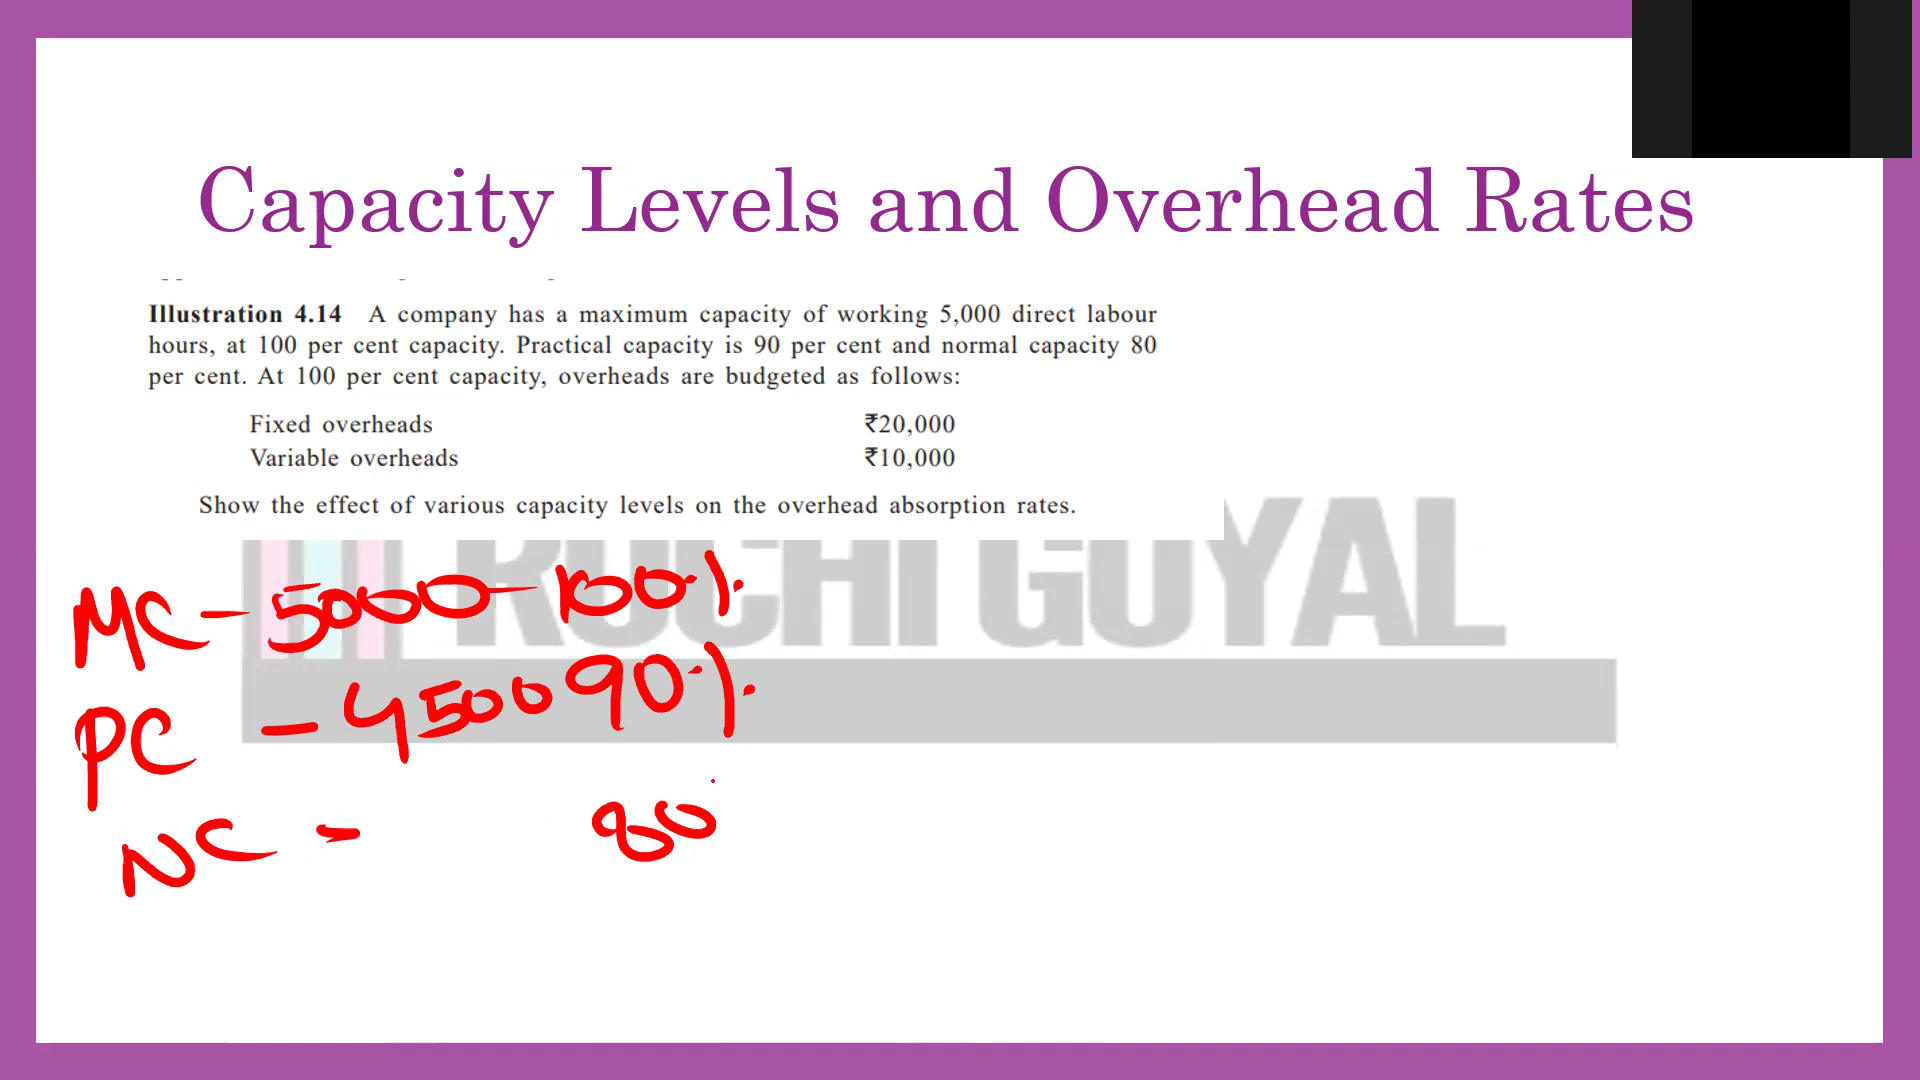 Capacity Levels and Overhead Rates
Illustration 4.14 A company has a maximum capacity of working 5,000 direct labour
hours, at 100 per cent capacity. Practical capacity is 90 per cent and normal capacity 80
per cent. At 100 per cent capacity, overheads are budgeted as follows:
Fixed overheads ₹20,000
Variable overheads ₹10,000
Show the effect of various capacity levels on the overhead absorption rates.
RUCHI GUYAL
MC - 5000 - 100%
PC - 4500 90%
NC - 80